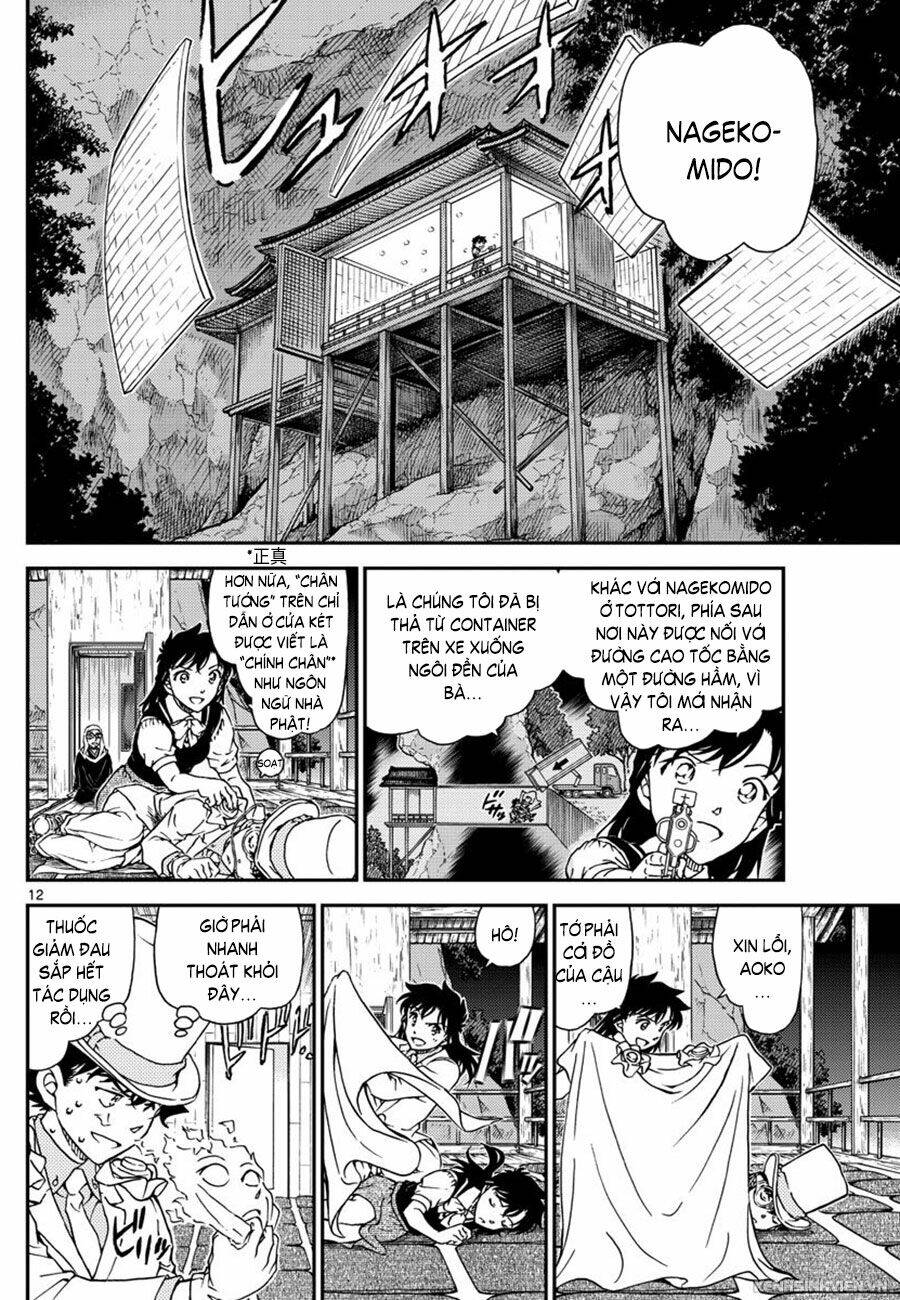 ビュオオオ
NAGEKO-
MIDO!
KHÁC VỚI NAGEKOMIDO
Ở TOTTORI, PHÍA SAU
NƠI NÀY ĐƯỢC NỐI VỚI
ĐƯỜNG CAO TỐC BẰNG
MỘT ĐƯỜNG HẦM, VÌ
VẬY TÔI MỚI NHẬN
RA...
LÀ CHÚNG TÔI ĐÃ BỊ
THẢ TỪ CONTAINER
TRÊN XE XUỐNG
NGÔI ĐỀN CỦA
BÀ...
*正真
HƠN NỮA, "CHÂN
TƯỚNG" TRÊN CHỈ
DẪN Ở CỬA KÉT
ĐƯỢC VIẾT LÀ
"CHÍNH CHÂN"*
NHƯ NGÔN
NGỮ NHÀ
PHẬT!
SOẠT
12
XIN LỖI,
AOKO
...
TỚ PHẢI
CỞI ĐỒ
CỦA CẬU
...
HÔ!
GIỜ PHẢI
NHANH
THOÁT KHỎI
ĐÂY...
THUỐC
GIẢM ĐAU
SẮP HẾT
TÁC DỤNG
RỒI...